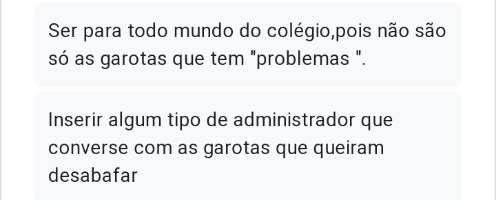 Ser para todo mundo do colégio,pois não são
só as garotas que tem "problemas ".
Inserir algum tipo de administrador que
converse com as garotas que queiram
desabafar